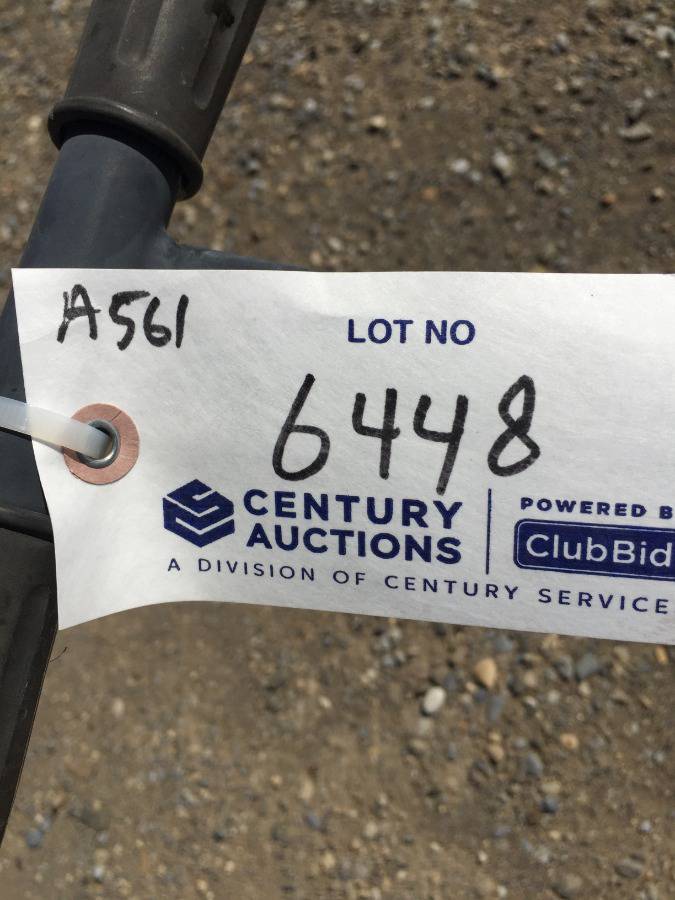 A561
LOT NO
6448
CENTURY
AUCTIONS
A DIVISION OF CENTURY SERVICE
POWERED B
ClubBid